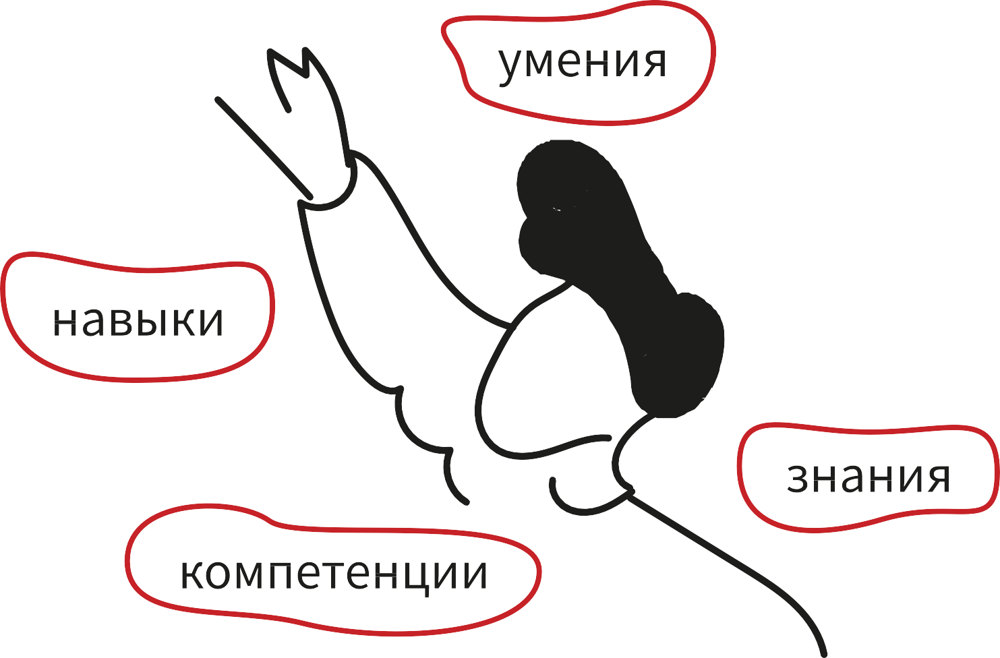 умения
навыки
знания
компетенции